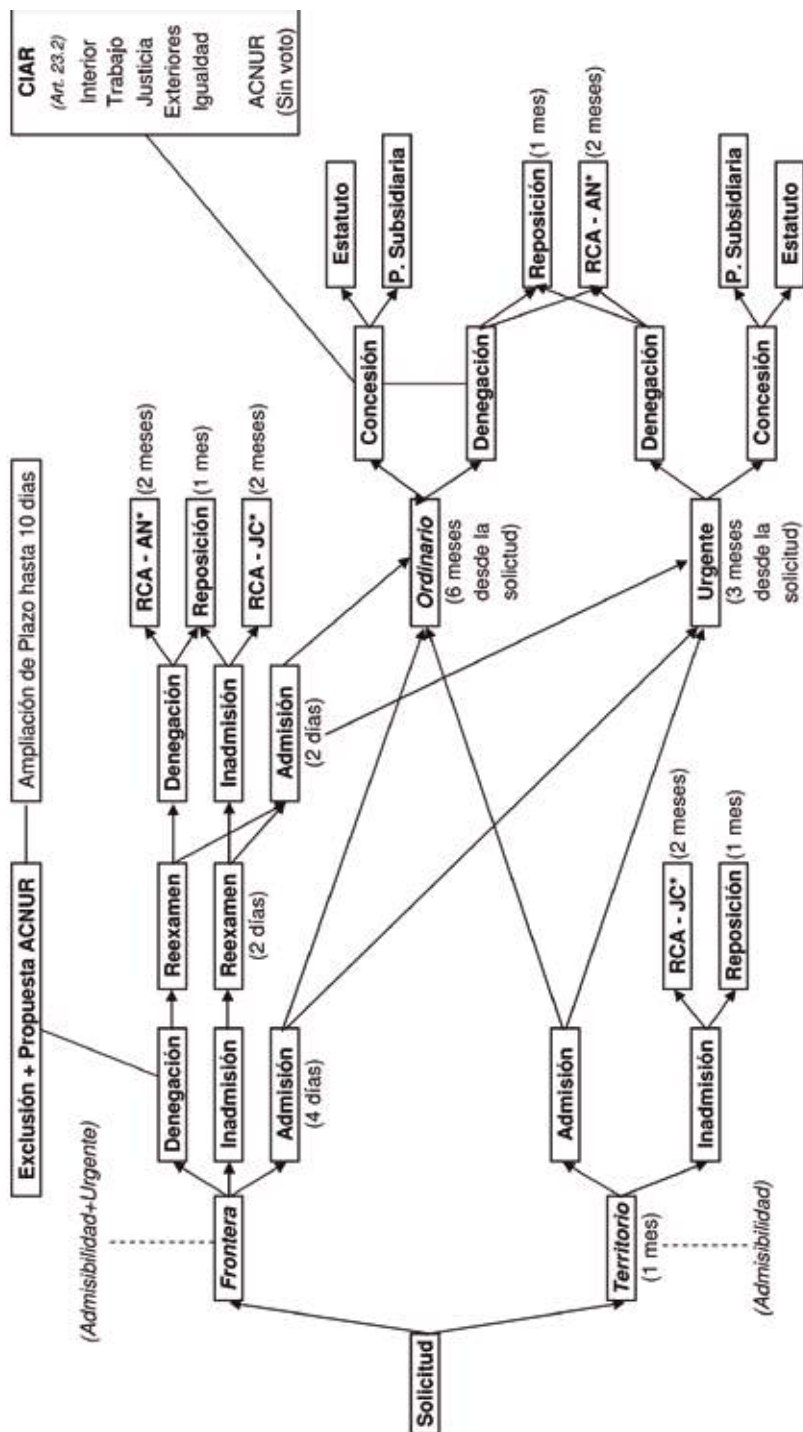 Exclusión + Propuesta ACNUR
Ampliación de Plazo hasta 10 días
CIAR
(Art. 23.2)
Interior
Trabajo
Justicia
Exteriores
Igualdad
ACNUR
(Sin voto)
(Admisibilidad+Urgente)
Solicitud
Frontera
Denegación
Reexamen
Denegación
RCA - AN* (2 meses)
Reposición (1 mes)
Inadmisión
Reexamen
(2 días)
Inadmisión
RCA - JC* (2 meses)
Admisión
(4 días)
Admisión
(2 días)
Ordinario
(6 meses
desde la
solicitud)
Concesión
Estatuto
P. Subsidiaria
Denegación
Reposición (1 mes)
RCA - AN* (2 meses)
Territorio
(1 mes)
(Admisibilidad)
Admisión
Inadmisión
RCA - JC* (2 meses)
Reposición (1 mes)
Urgente
(3 meses
desde la
solicitud)
Denegación
Concesión
P. Subsidiaria
Estatuto